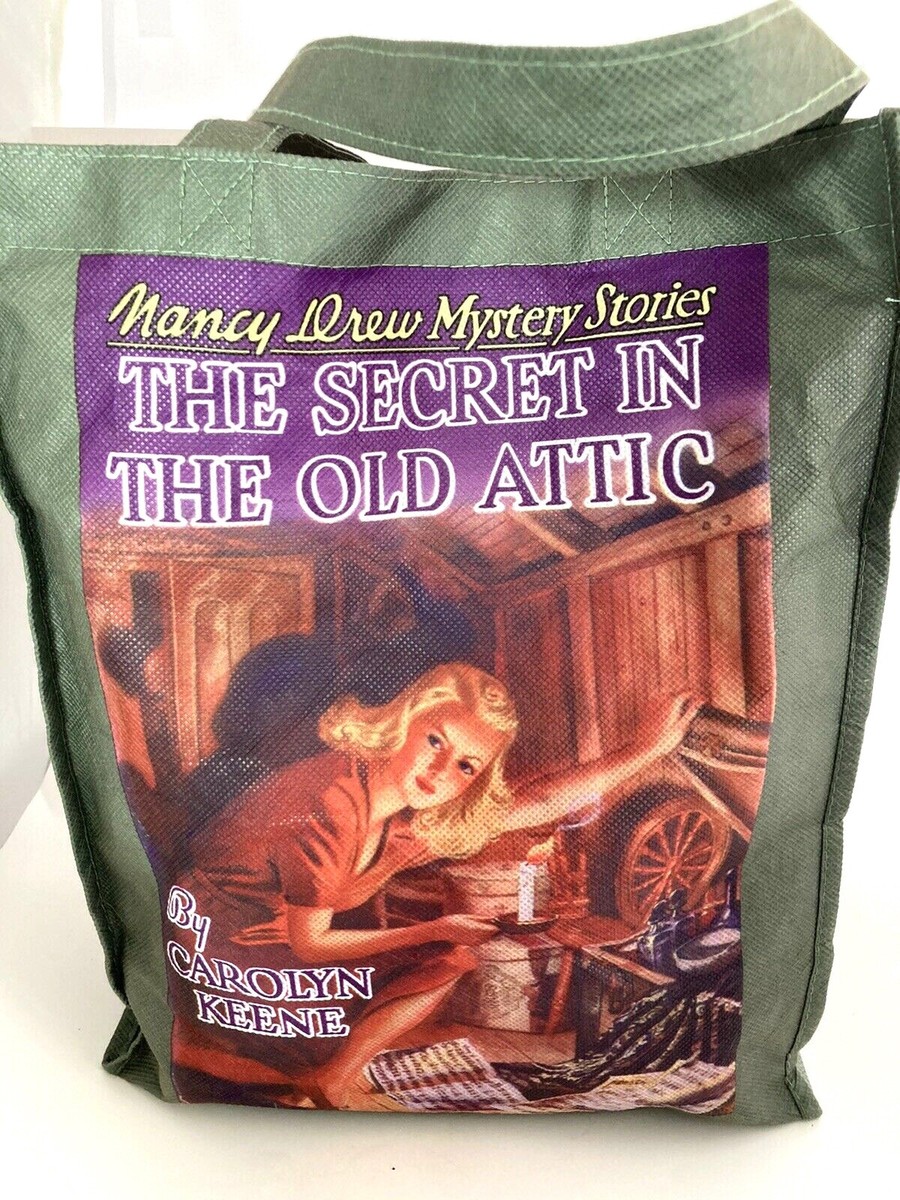 Nancy Drew Mystery Stories
THE SECRET IN
THE OLD ATTIC
By
CAROLYN
KEENE